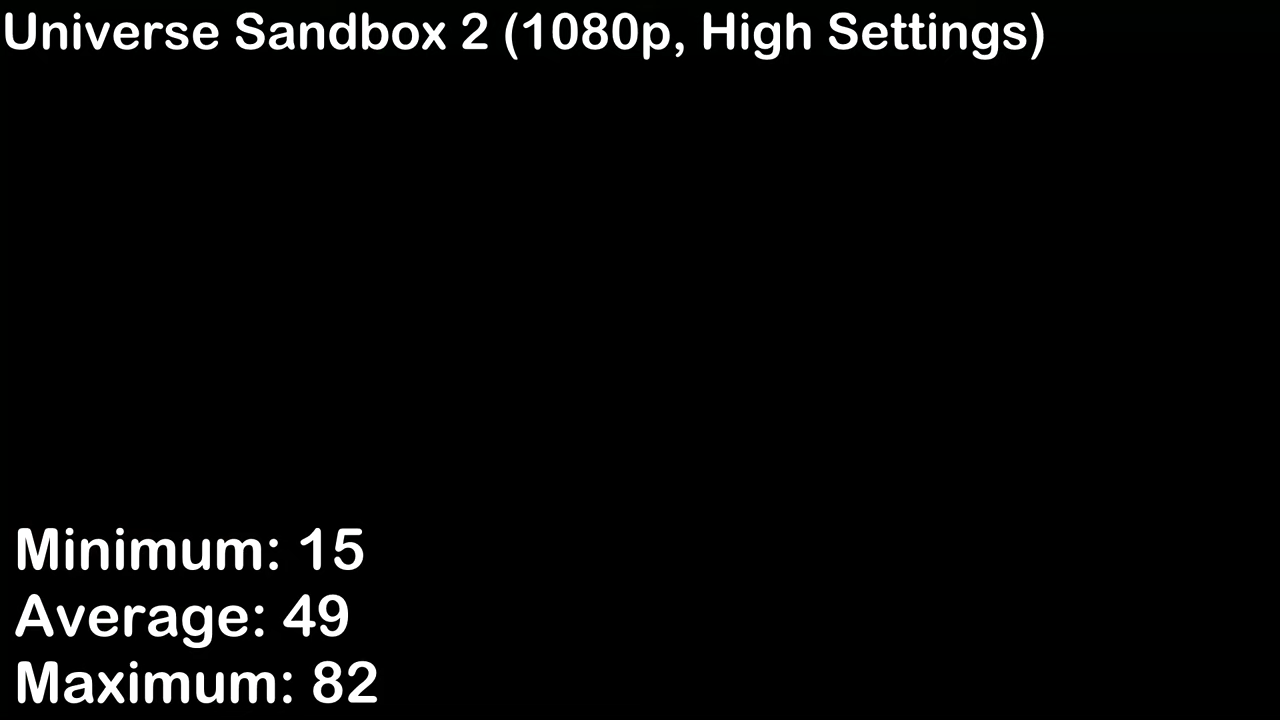 Universe Sandbox 2 (1080p, High Settings)
Minimum: 15
Average: 49
Maximum: 82